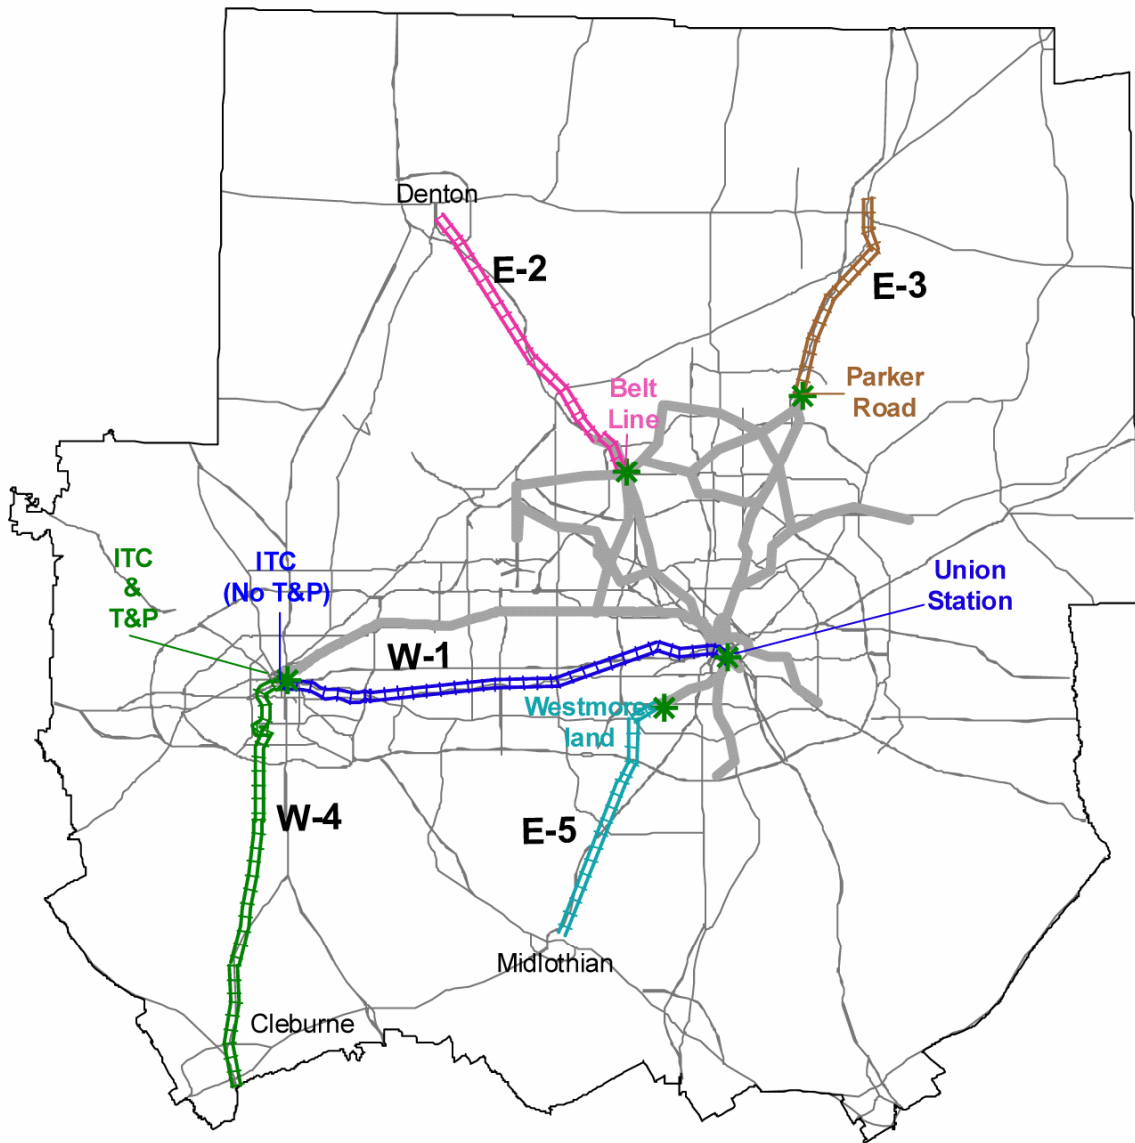 Denton
E-2
E-3
Belt
Line
Parker
Road
ITC
&
T&P
ITC
(No T&P)
Union
Station
W-1
Westmore
land
W-4
E-5
Midlothian
Cleburne